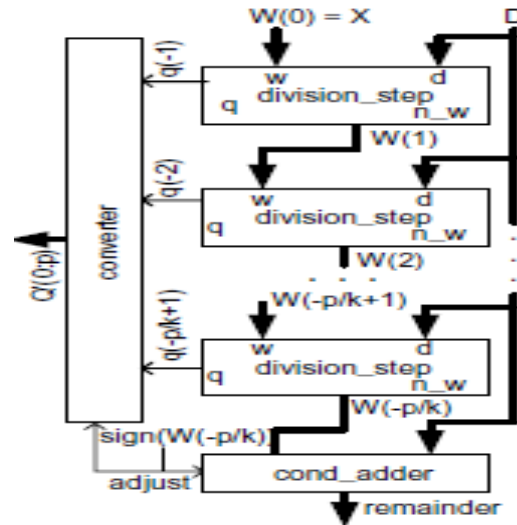 W(0) = X D
q(-1)
w d
division_step
q n_w
W(1)
q(-2)
w d
division_step
q n_w
W(2)
. . .
W(-p/k+1)
q(-p/k+1)
w d
division_step
q n_w
W(-p/k)
converter
Q'(0:p)
sign(W(-p/k)
adjust
cond_adder
remainder